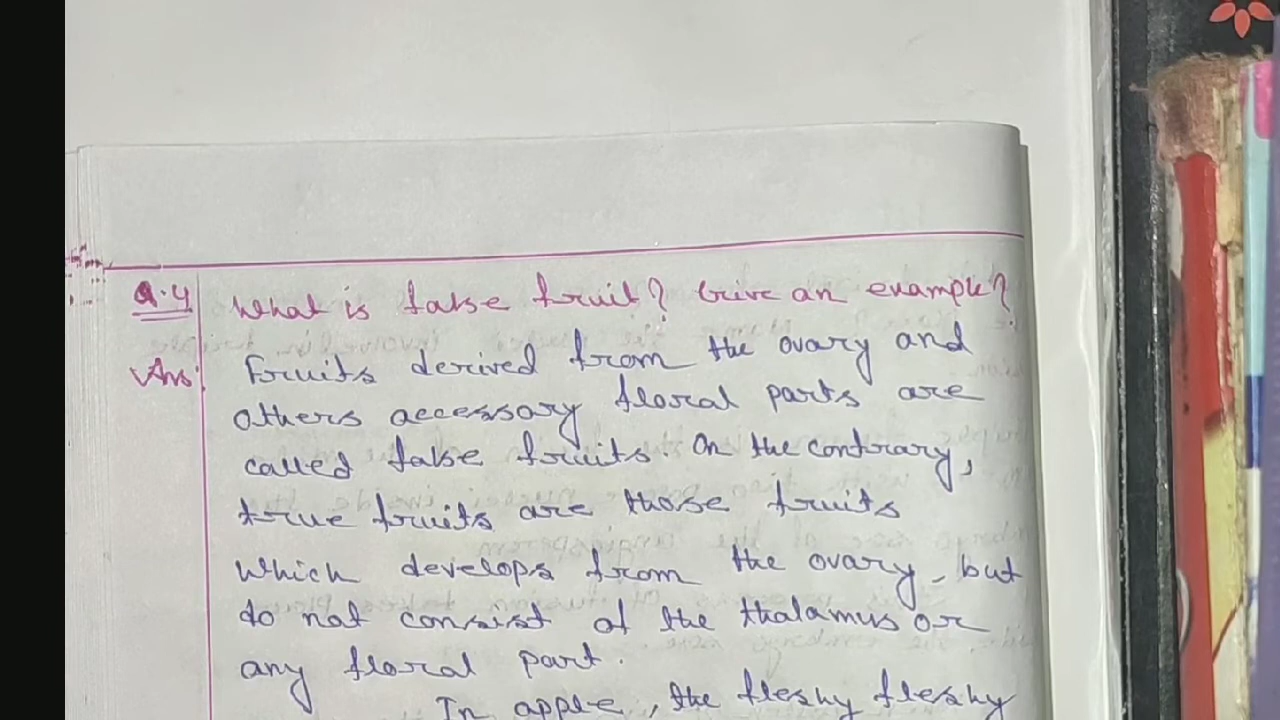 Q.4 What is false fruit? Give an example?
Ans: Fruits derived from the ovary and
others accessory floral parts are
called false fruits. On the contrary,
true fruits are those fruits
which develops from the ovary, but
do not consist of the thalamus or
any floral part.
In apple, the fleshy fleshy